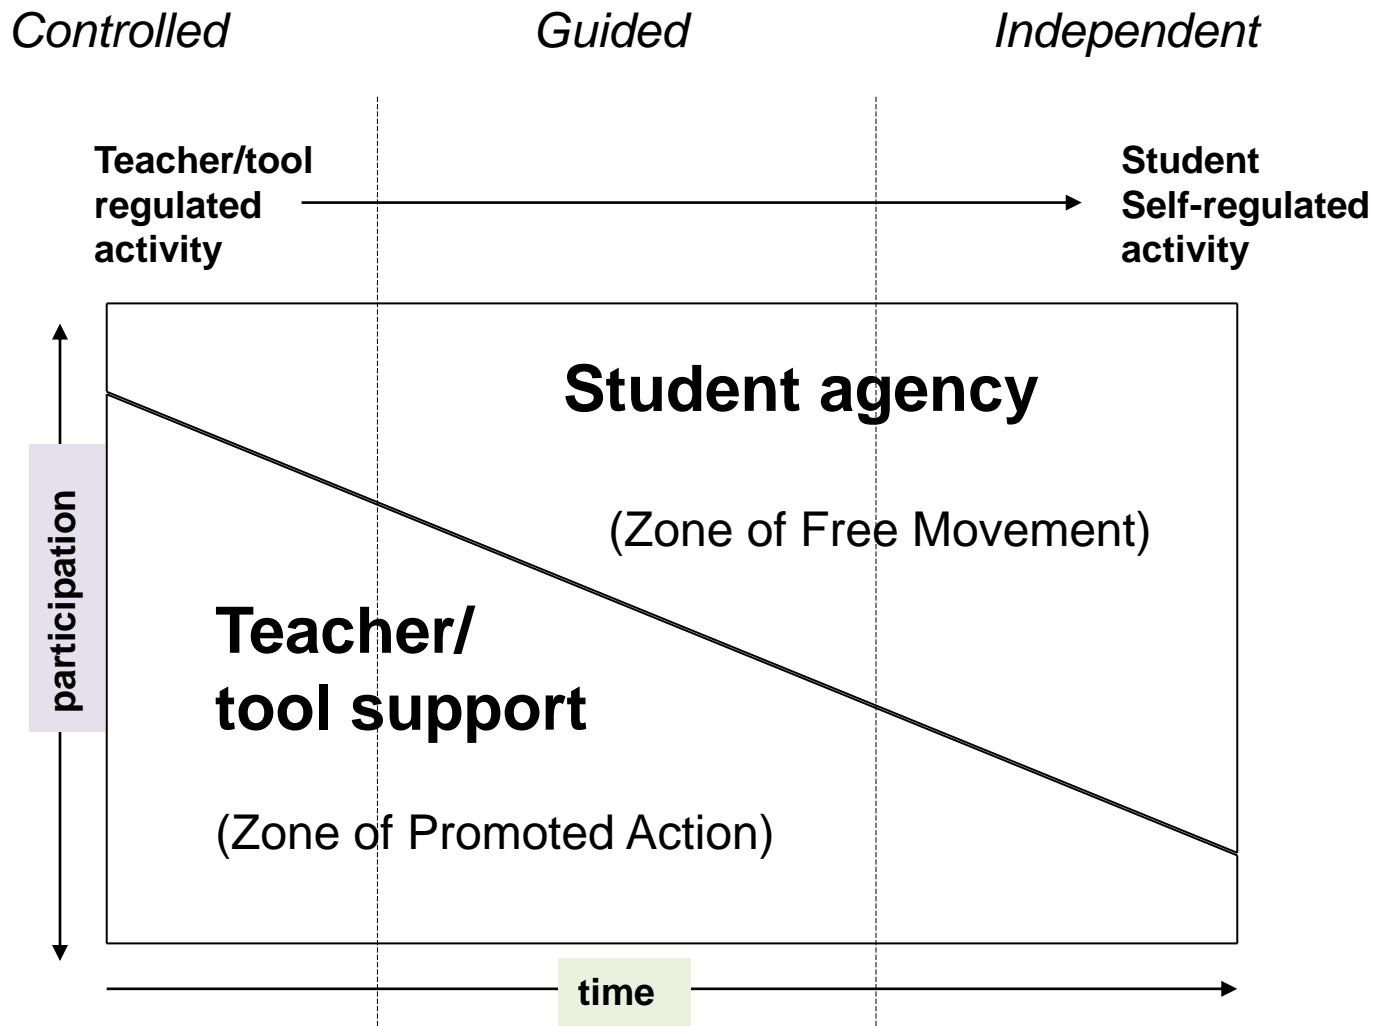 Controlled Guided Independent
Teacher/tool
regulated
activity
Student
Self-regulated
activity
Student agency
(Zone of Free Movement)
participation
Teacher/
tool support
(Zone of Promoted Action)
time